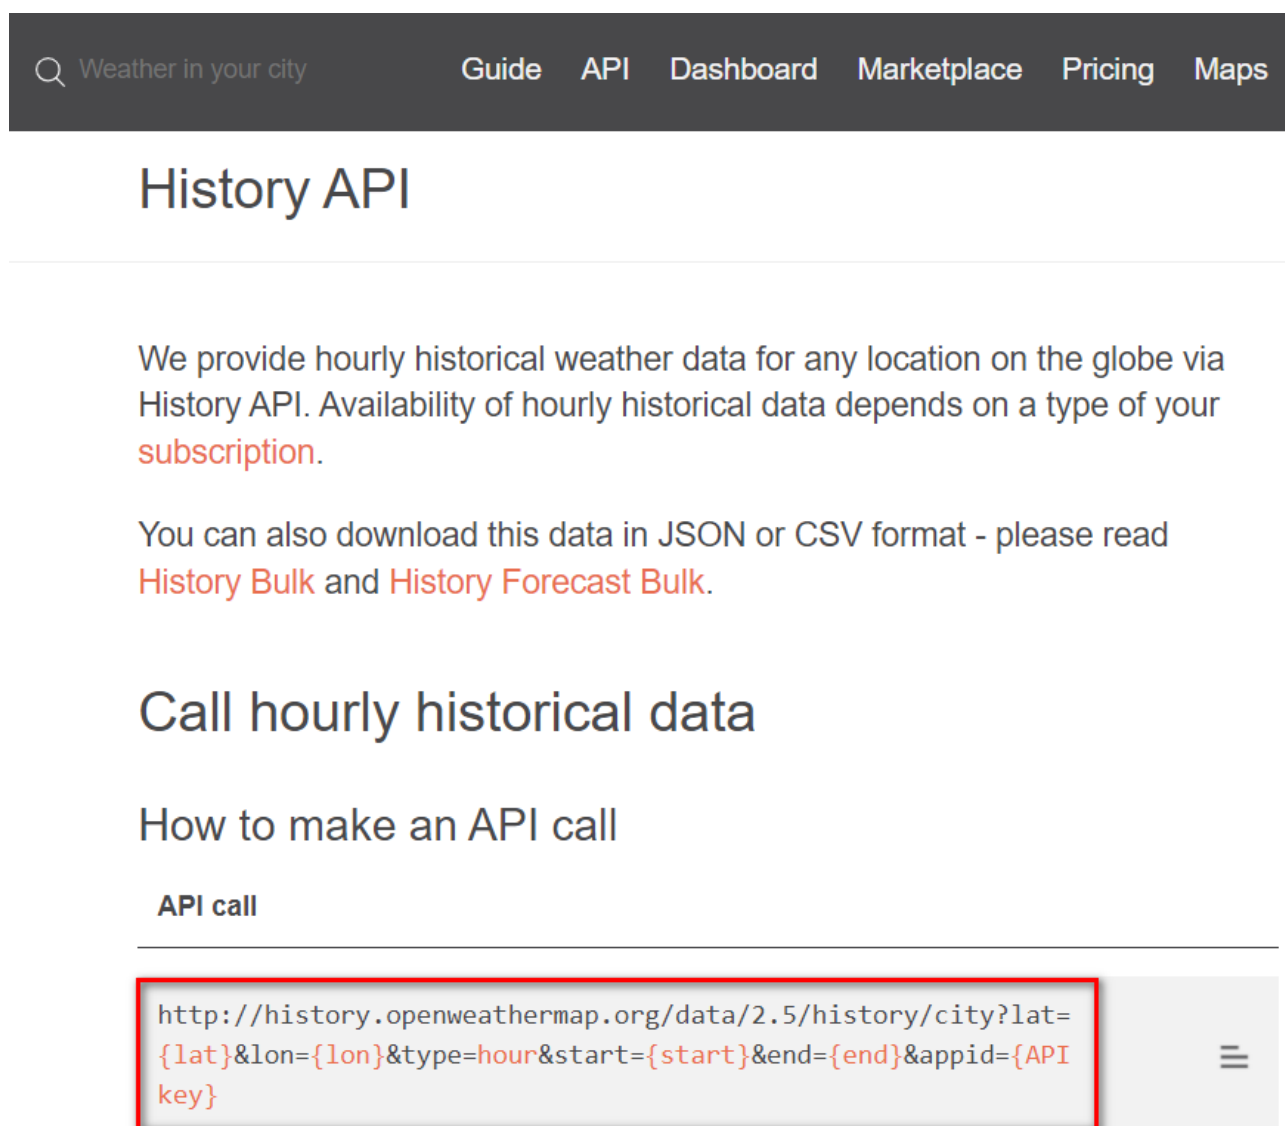 Weather in your city Guide API Dashboard Marketplace Pricing Maps
History API
We provide hourly historical weather data for any location on the globe via
History API. Availability of hourly historical data depends on a type of your
subscription.
You can also download this data in JSON or CSV format - please read
History Bulk and History Forecast Bulk.
Call hourly historical data
How to make an API call
API call
http://history.openweathermap.org/data/2.5/history/city?lat=
{lat}&lon={lon}&type=hour&start={start}&end={end}&appid={API
key}